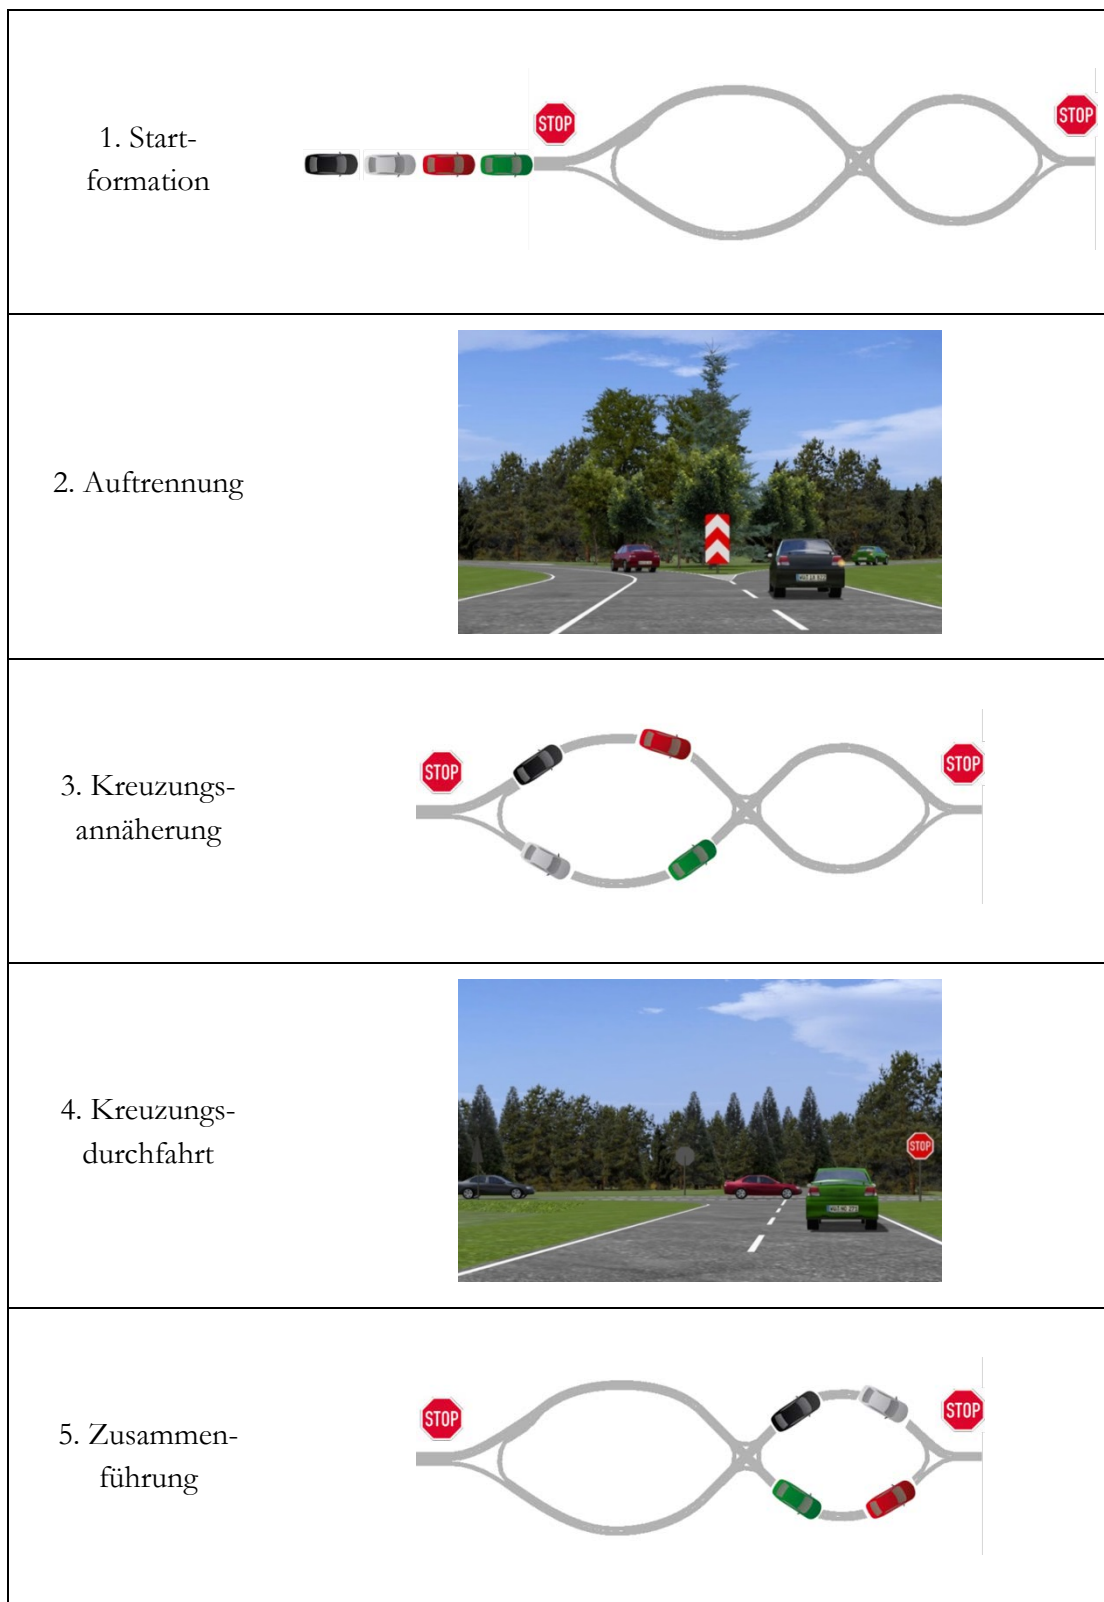 STOP
STOP
1. Start-
formation
2. Auftrennung
3. Kreuzungs-
annäherung
STOP
STOP
4. Kreuzungs-
durchfahrt
STOP
5. Zusammen-
führung
STOP
STOP